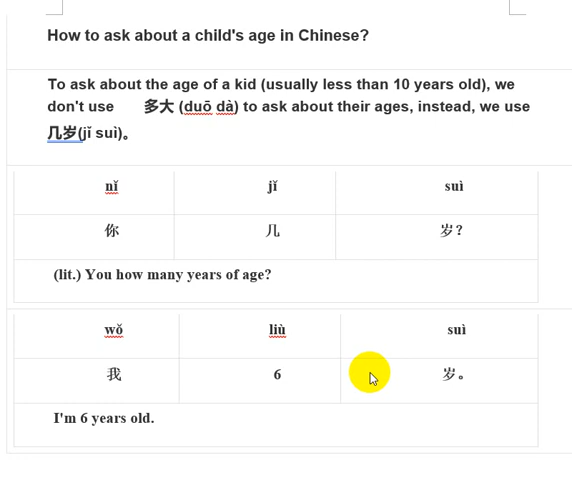 How to ask about a child's age in Chinese?
To ask about the age of a kid (usually less than 10 years old), we
don't use 多大 (duō dà) to ask about their ages, instead, we use
几岁(jǐ suì)。
nǐ jǐ suì
你 几 岁?
(lit.) You how many years of age?
wǒ liù suì
我 6 岁。
I'm 6 years old.